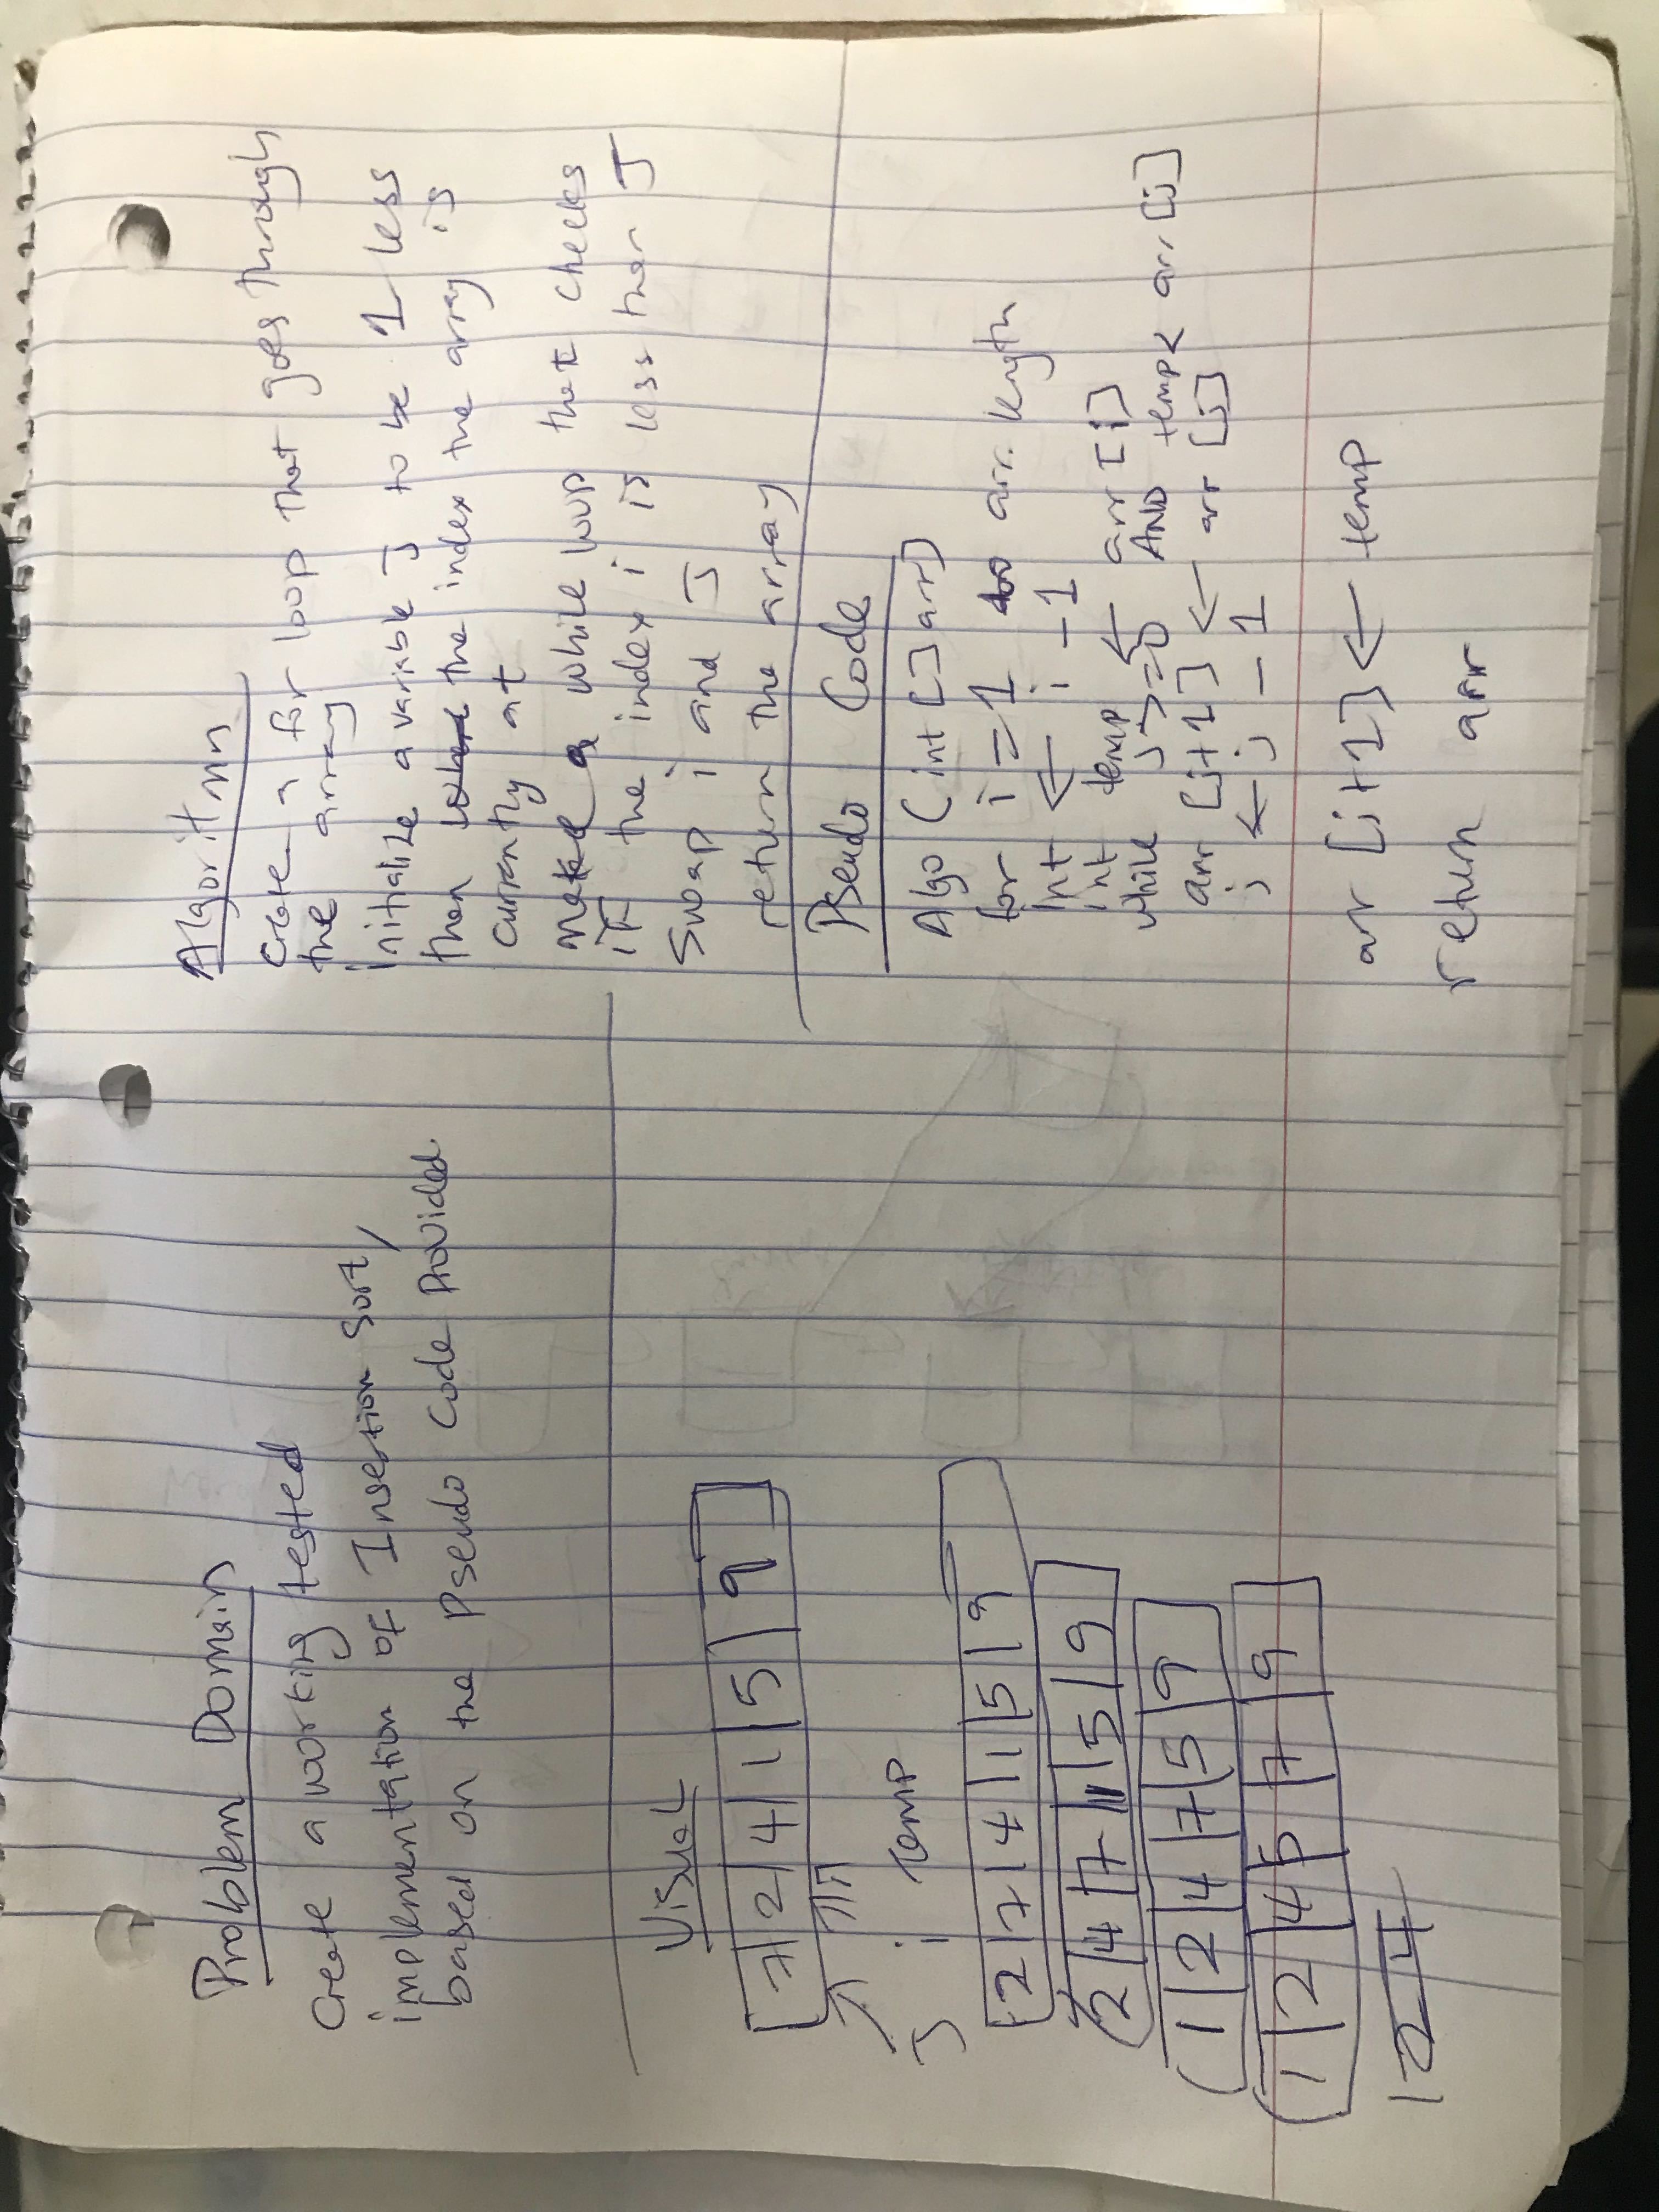 Problem Domain
Create a working tested
implementation of Insertion Sort,
based on the Pseudo Code Provided
Visual
7 | 2 | 4 | 1 | 5 | 9
J i Temp
2 | 7 | 4 | 1 | 5 | 9
2 | 4 | 7 | 1 | 5 | 9
1 | 2 | 4 | 7 | 5 | 9
1 | 2 | 4 | 5 | 7 | 9
1 2 4
Algorithm
Create a for loop that goes through
the array
initialize a variable J to be 1 less
then the index the array is
currently at
make a while loop that checks
if the index i is less then J
Swap i and J
return the array
Pseudo Code
Algo (int [] arr)
for i = 1 to arr. length
Int J ← i - 1
int temp ← arr [i]
while j >= 0 AND temp < arr [j]
arr [j+1] ← arr [j]
j ← j - 1
arr [j+1] ← temp
return arr